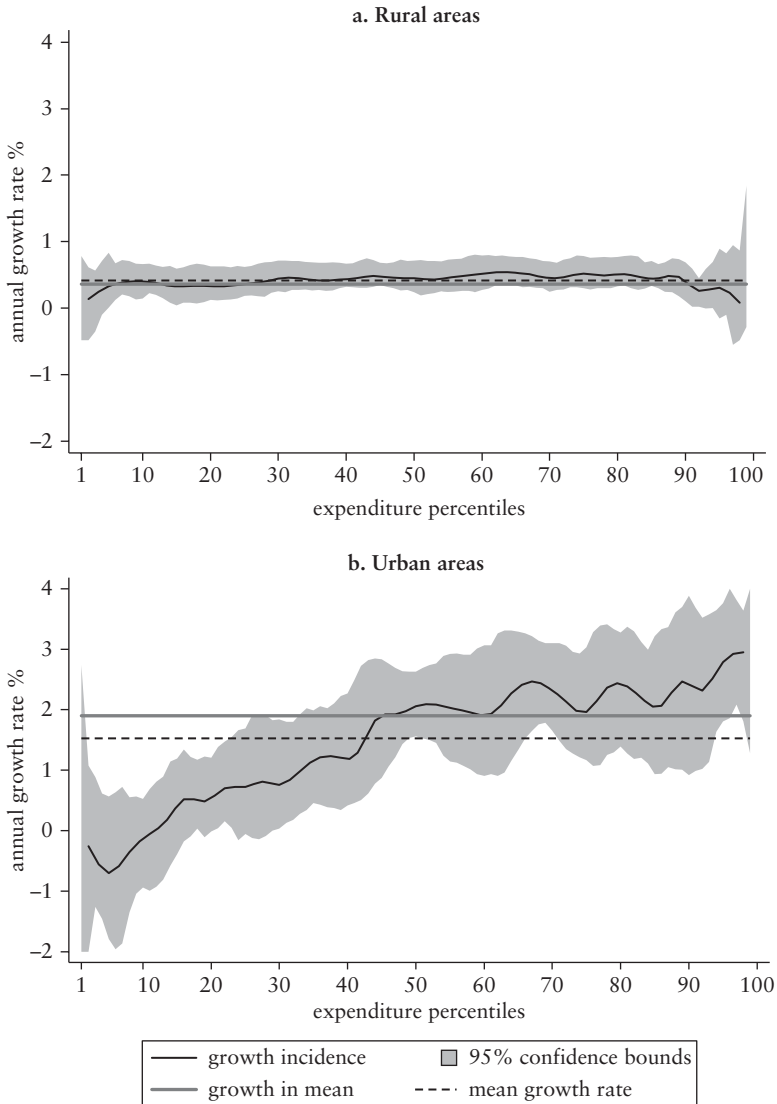 a. Rural areas
annual growth rate %
4
3
2
1
0
–1
–2
1 10 20 30 40 50 60 70 80 90 100
expenditure percentiles
b. Urban areas
annual growth rate %
4
3
2
1
0
–1
–2
1 10 20 30 40 50 60 70 80 90 100
expenditure percentiles
growth incidence 95% confidence bounds
growth in mean mean growth rate